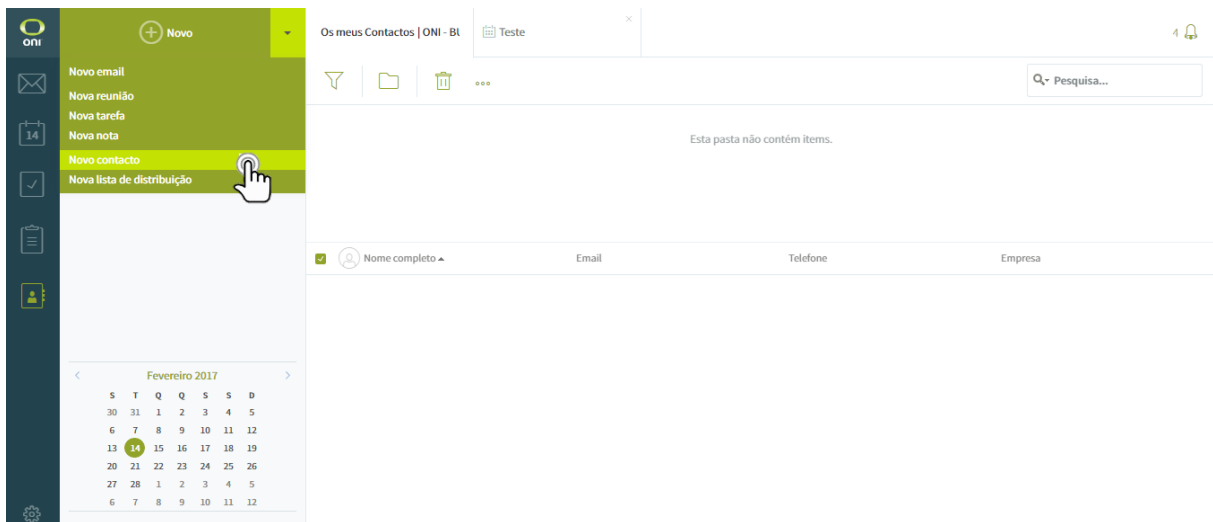 oni
Novo
Os meus Contactos | ONI - BU
Teste
4
Novo email
Nova reunião
Nova tarefa
Nova nota
Novo contacto
Nova lista de distribuição
14
Pesquisa...
Esta pasta não contém items.
Nome completo
Email
Telefone
Empresa
Fevereiro 2017
S T Q Q S S D
30 31 1 2 3 4 5
6 7 8 9 10 11 12
13 14 15 16 17 18 19
20 21 22 23 24 25 26
27 28 1 2 3 4 5
6 7 8 9 10 11 12